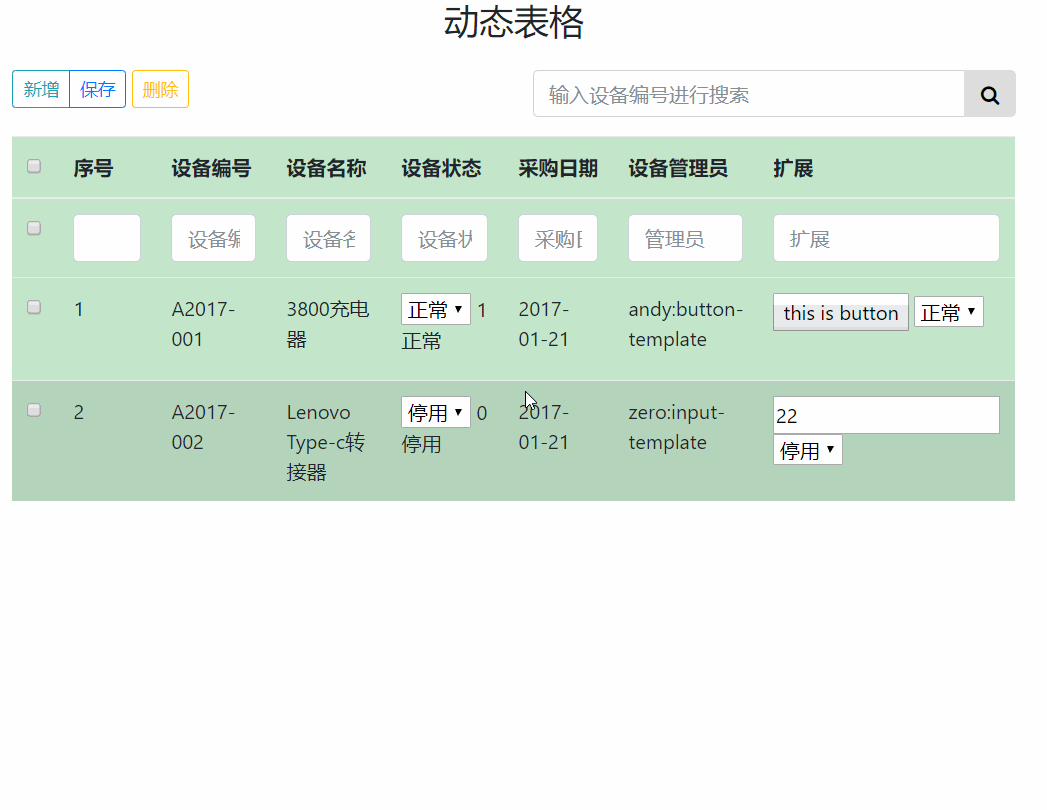 动态表格
新增 保存 删除 输入设备编号进行搜索
序号 设备编号 设备名称 设备状态 采购日期 设备管理员 扩展
设备编 设备名 设备状 采购日 管理员 扩展
1 A2017-001 3800充电器 正常 1 正常 2017-01-21 andy:button-template this is button 正常
2 A2017-002 Lenovo Type-c转接器 停用 0 停用 2017-01-21 zero:input-template 22 停用